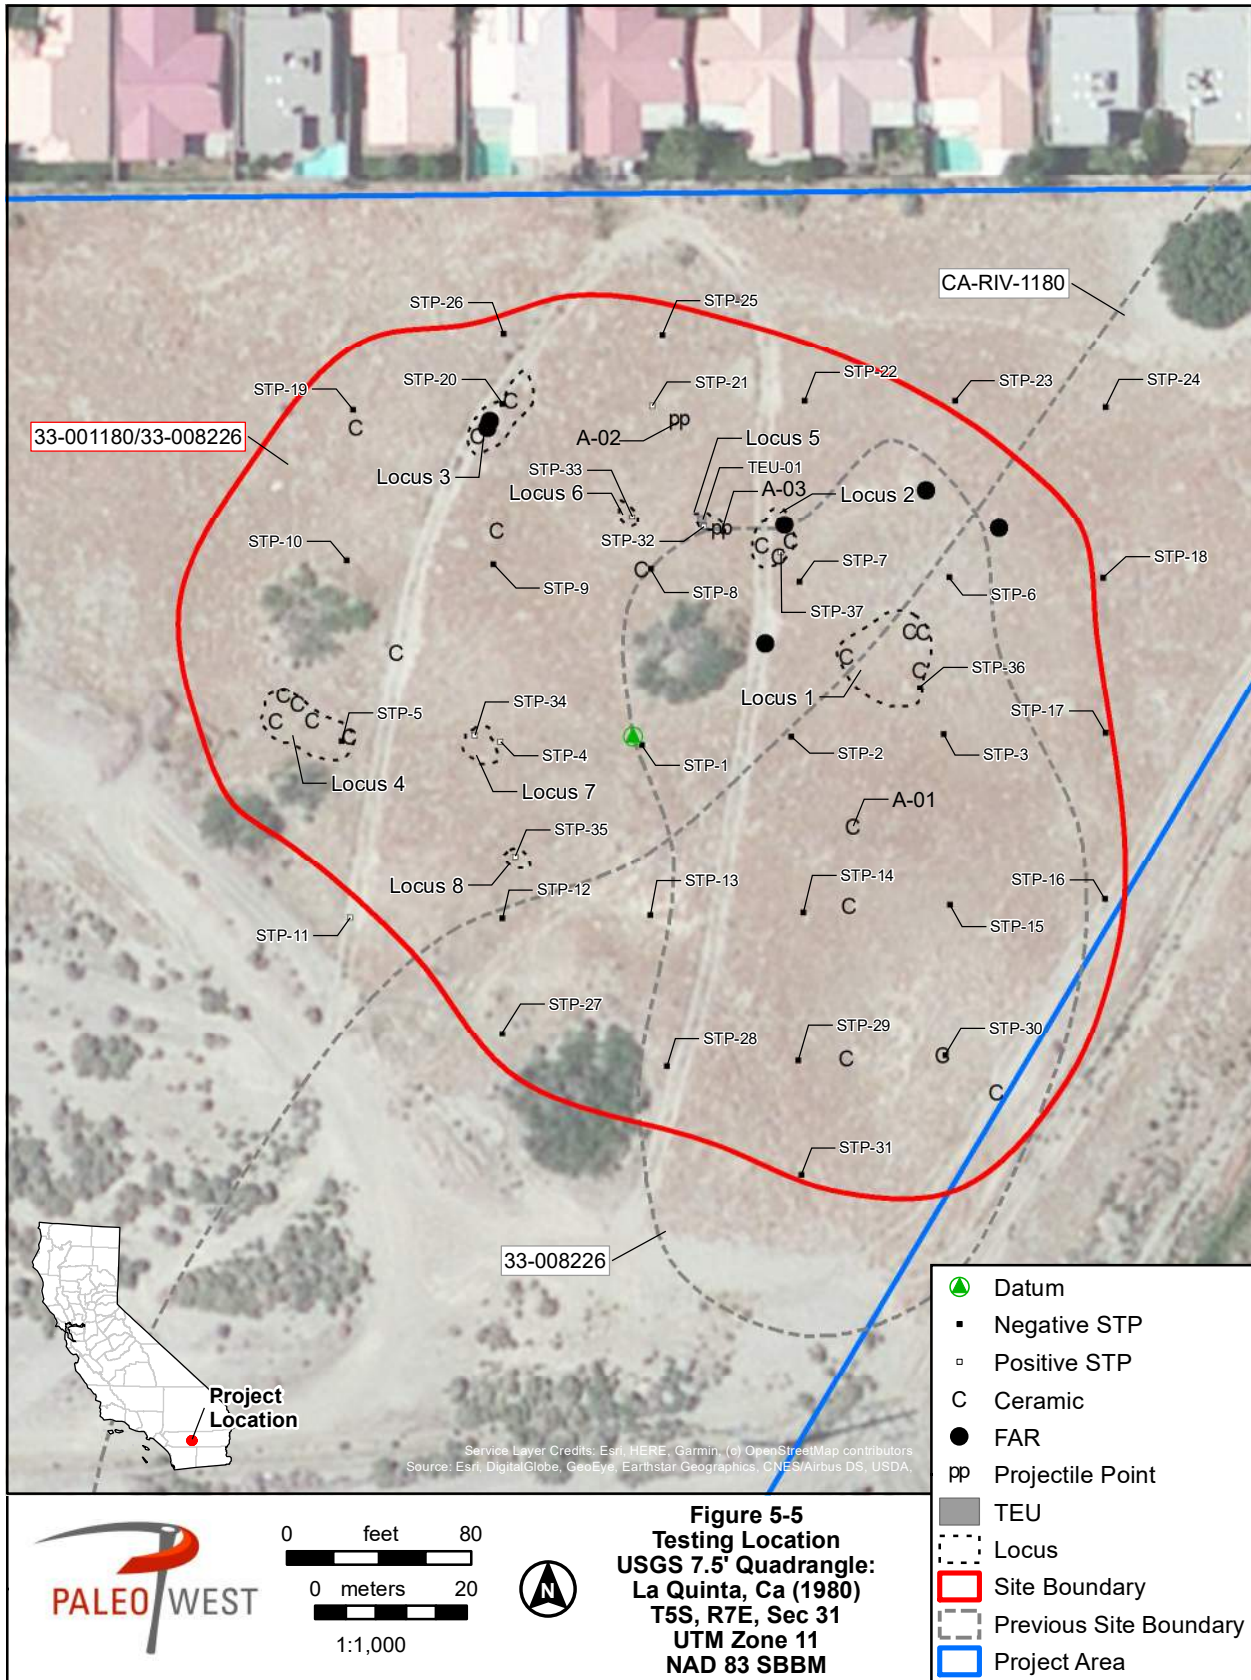 CA-RIV-1180
STP-26
STP-25
STP-19
STP-20
STP-21
STP-22
STP-23
STP-24
C
C
pp
33-001180/33-008226
A-02
C
Locus 3
Locus 5
STP-33
TEU-01
Locus 6
A-03
Locus 2
C
STP-32
pp
C
C
C
STP-10
STP-9
C
STP-8
STP-7
STP-6
STP-18
STP-37
C
C
C
C
C
STP-36
Locus 1
C
C
C
C
STP-5
C
STP-34
STP-4
STP-1
STP-2
STP-3
STP-17
Locus 4
Locus 7
A-01
C
STP-35
Locus 8
STP-12
STP-13
STP-14
C
STP-16
STP-15
STP-11
STP-27
STP-28
STP-29
C
STP-30
C
C
STP-31
33-008226
Project
Location
Service Layer Credits: Esri, HERE, Garmin, (c) OpenStreetMap contributors
Source: Esri, DigitalGlobe, GeoEye, Earthstar Geographics, CNES/Airbus DS, USDA,
Datum
Negative STP
Positive STP
C Ceramic
FAR
pp Projectile Point
TEU
Locus
Site Boundary
Previous Site Boundary
Project Area
PALEO WEST
0 feet 80
0 meters 20
1:1,000
N
Figure 5-5
Testing Location
USGS 7.5' Quadrangle:
La Quinta, Ca (1980)
T5S, R7E, Sec 31
UTM Zone 11
NAD 83 SBBM